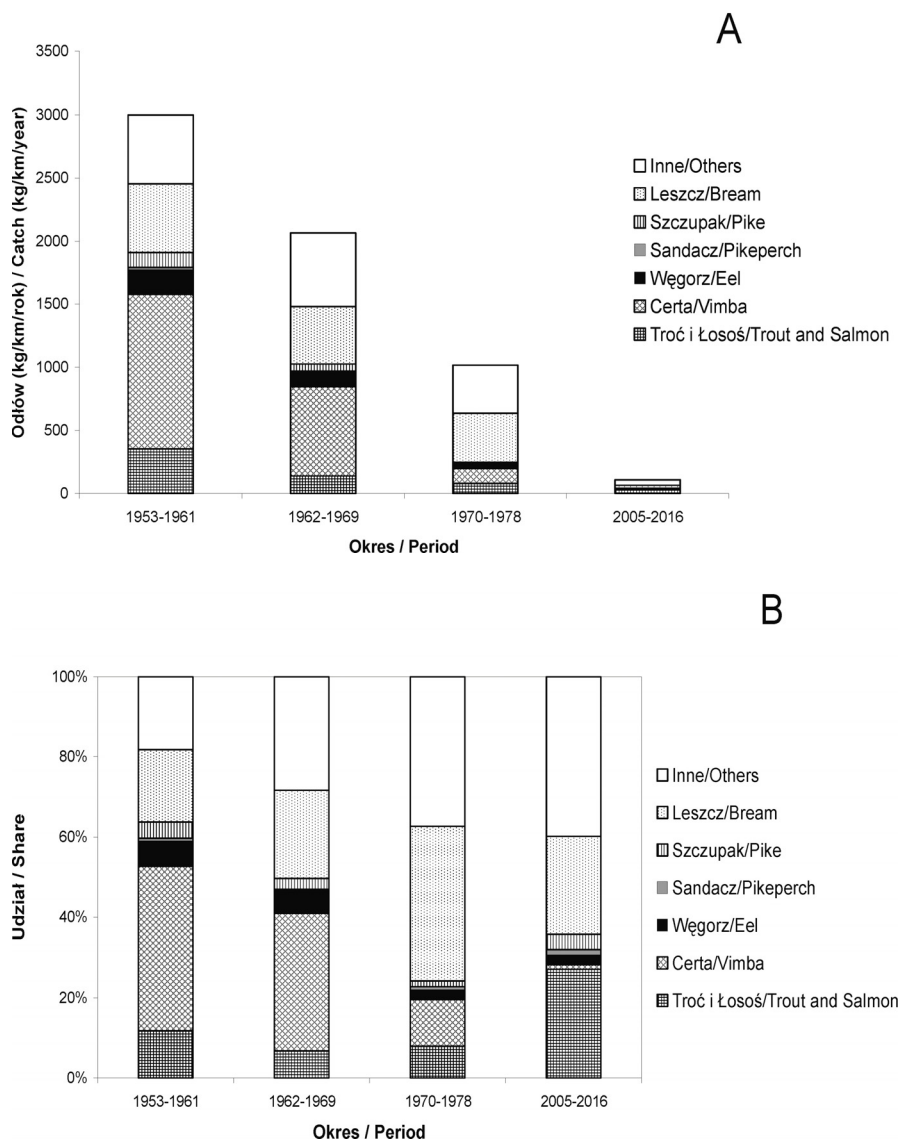 A
Odłów (kg/km/rok) / Catch (kg/km/year)
3500
3000
2500
2000
1500
1000
500
0
1953-1961
1962-1969
1970-1978
2005-2016
Okres / Period
Inne/Others
Leszcz/Bream
Szczupak/Pike
Sandacz/Pikeperch
Węgorz/Eel
Certa/Vimba
Troć i Łosoś/Trout and Salmon
B
Udział / Share
100%
80%
60%
40%
20%
0%
1953-1961
1962-1969
1970-1978
2005-2016
Okres / Period
Inne/Others
Leszcz/Bream
Szczupak/Pike
Sandacz/Pikeperch
Węgorz/Eel
Certa/Vimba
Troć i Łosoś/Trout and Salmon